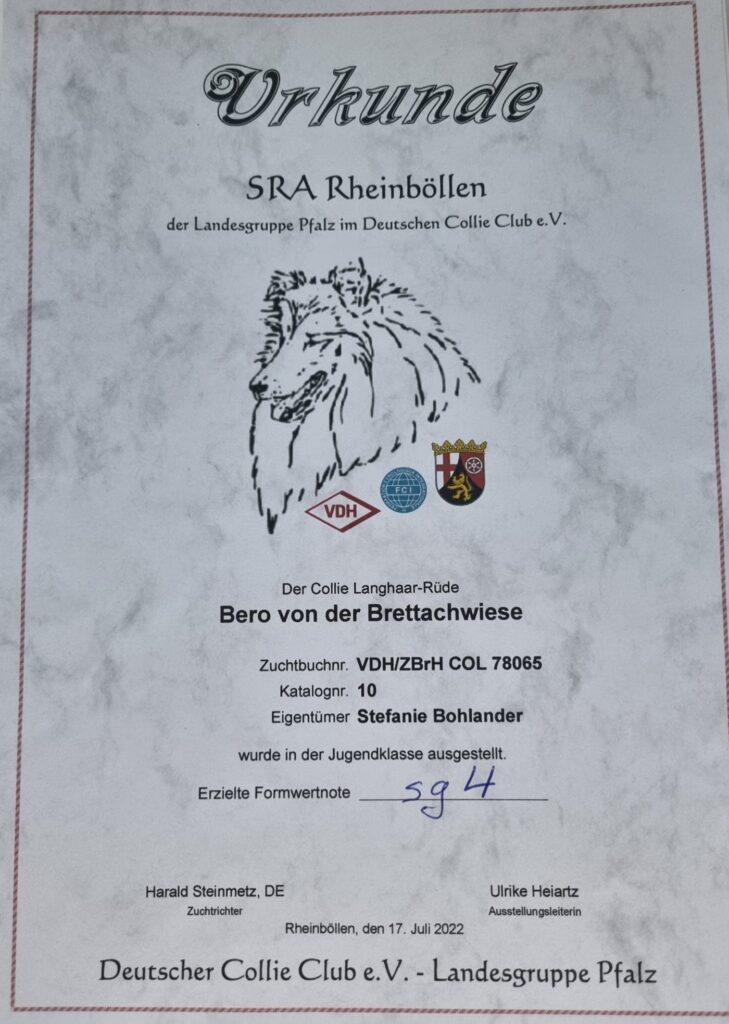 Urkunde
SRA Rheinböllen
der Landesgruppe Pfalz im Deutschen Collie Club e.V.
VDH
FCI
Der Collie Langhaar-Rüde
Bero von der Brettachwiese
Zuchtbuchnr. VDH/ZBrH COL 78065
Katalognr. 10
Eigentümer Stefanie Bohlander
wurde in der Jugendklasse ausgestellt.
Erzielte Formwertnote sg 4
Harald Steinmetz, DE Ulrike Heiartz
Zuchtrichter Ausstellungsleiterin
Rheinböllen, den 17. Juli 2022
Deutscher Collie Club e.V. - Landesgruppe Pfalz